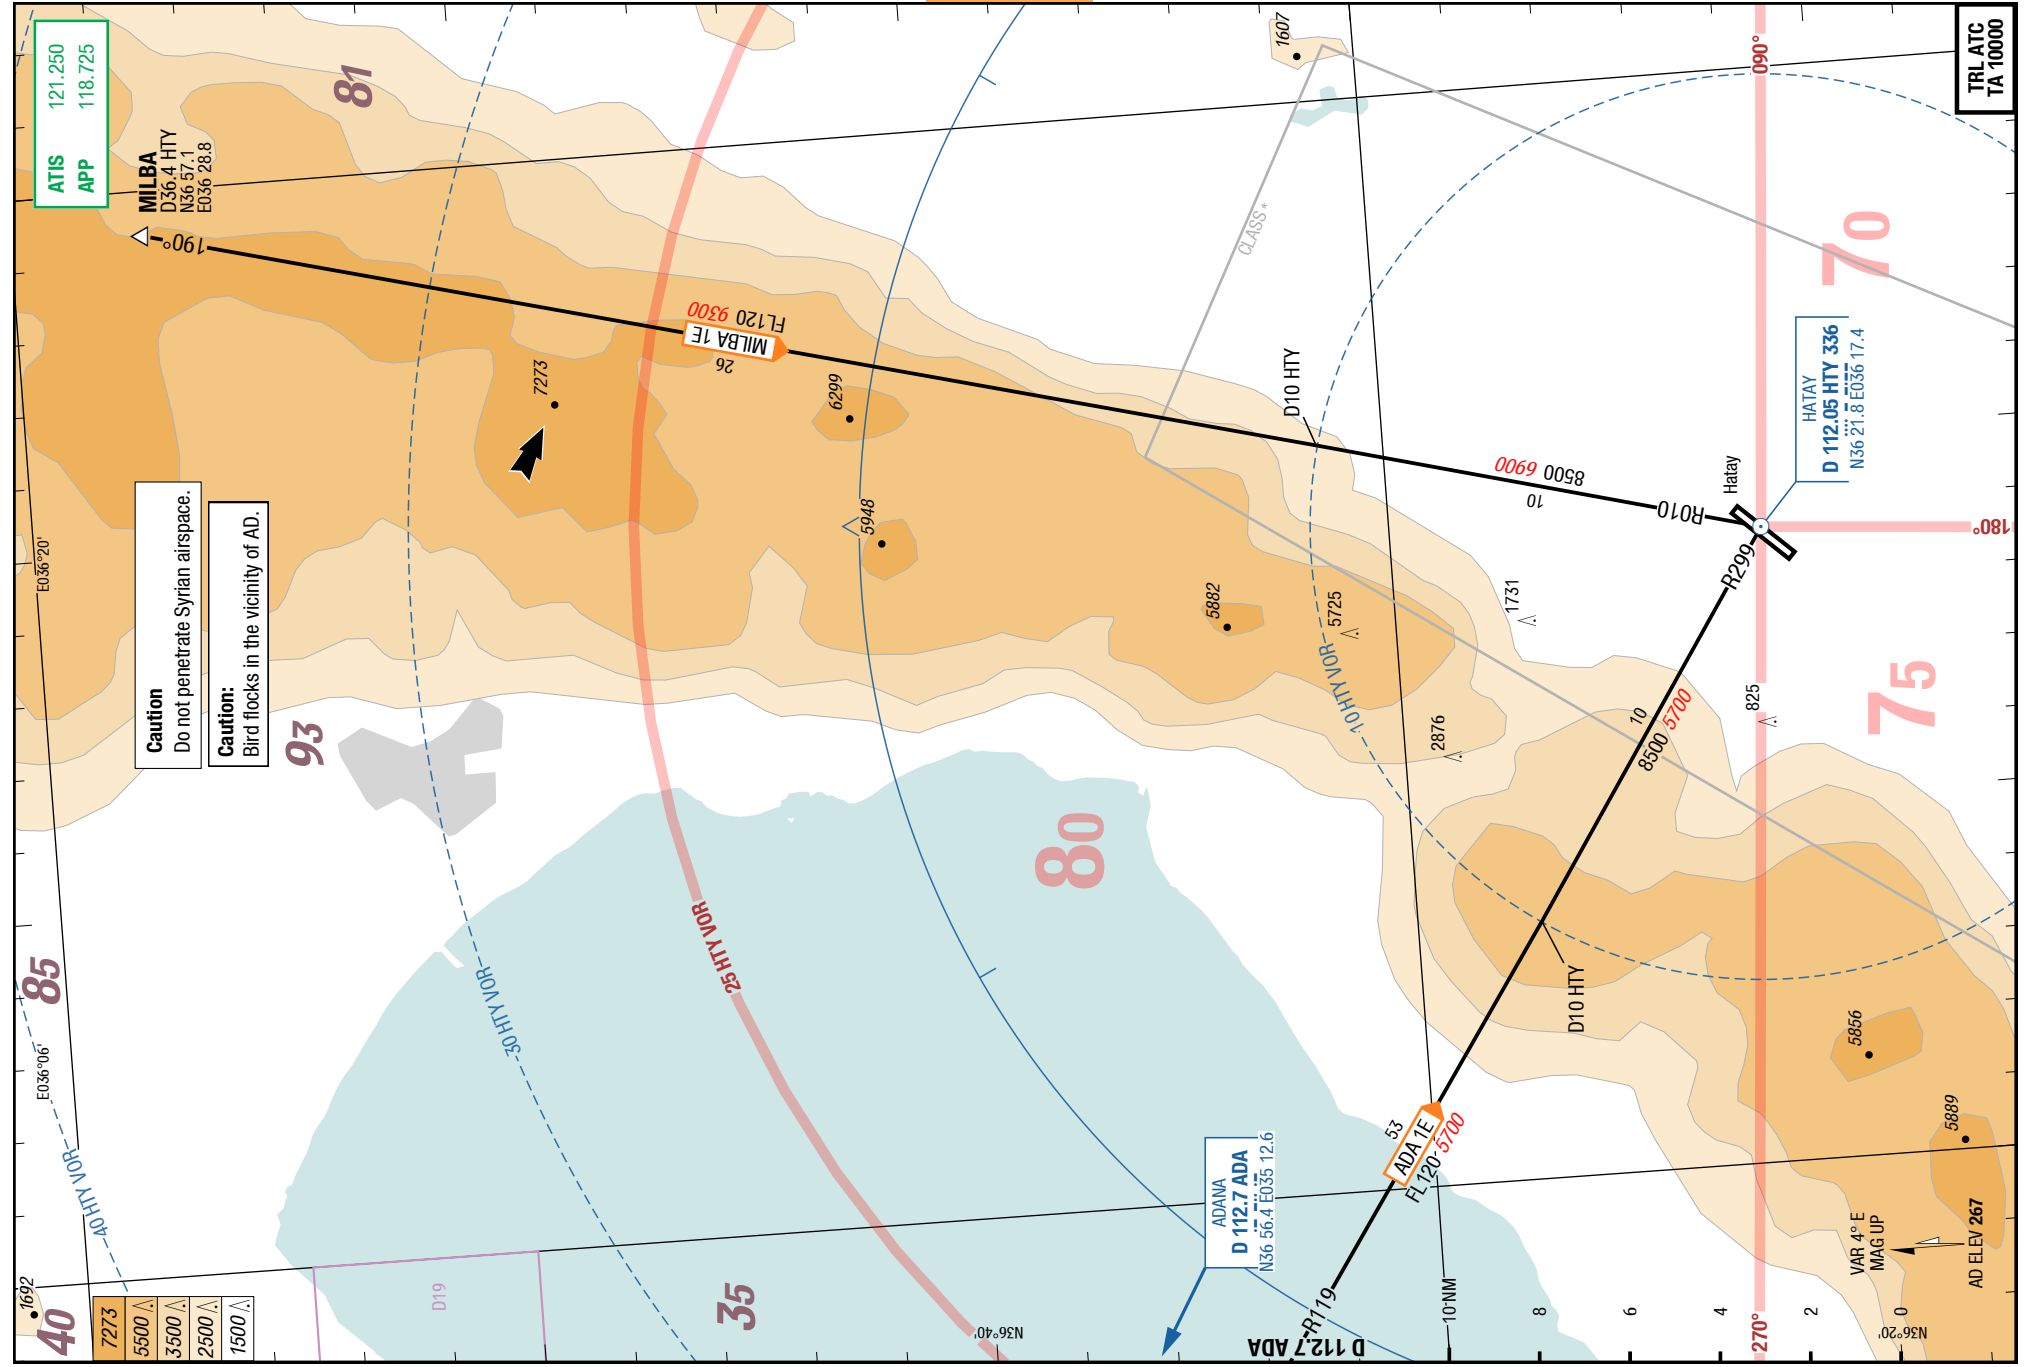 ATIS 121.250
APP 118.725
MILBA
D36.4 HTY
N36 57.1
E036 28.8
81
190°
1607
090°
TRL ATC
TA 10000
CLASS *
70
MILBA 1E
9300 FL120
26
7273
6299
5948
D10 HTY
6900 8500
10
R010
Hatay
HATAY
D 112.05 HTY 336
N36 21.8 E036 17.4
180°
E036°20'
Caution
Do not penetrate Syrian airspace.
Caution:
Bird flocks in the vicinity of AD.
93
5882
5725
10 HTY VOR
1731
R299
2876
825
10
8500 5700
75
80
85
E036°06'
30 HTY VOR
25 HTY VOR
D10 HTY
5856
5889
40 HTY VOR
ADANA
D 112.7 ADA
N36 56.4 E035 12.6
53
ADA 1E
FL120 5700
R119
D 112.7 ADA
VAR 4° E
MAG UP
AD ELEV 267
1692
40
7273
5500
3500
2500
1500
D19
35
N36°40'
10 NM
8
6
4
2
0
270°
N36°20'